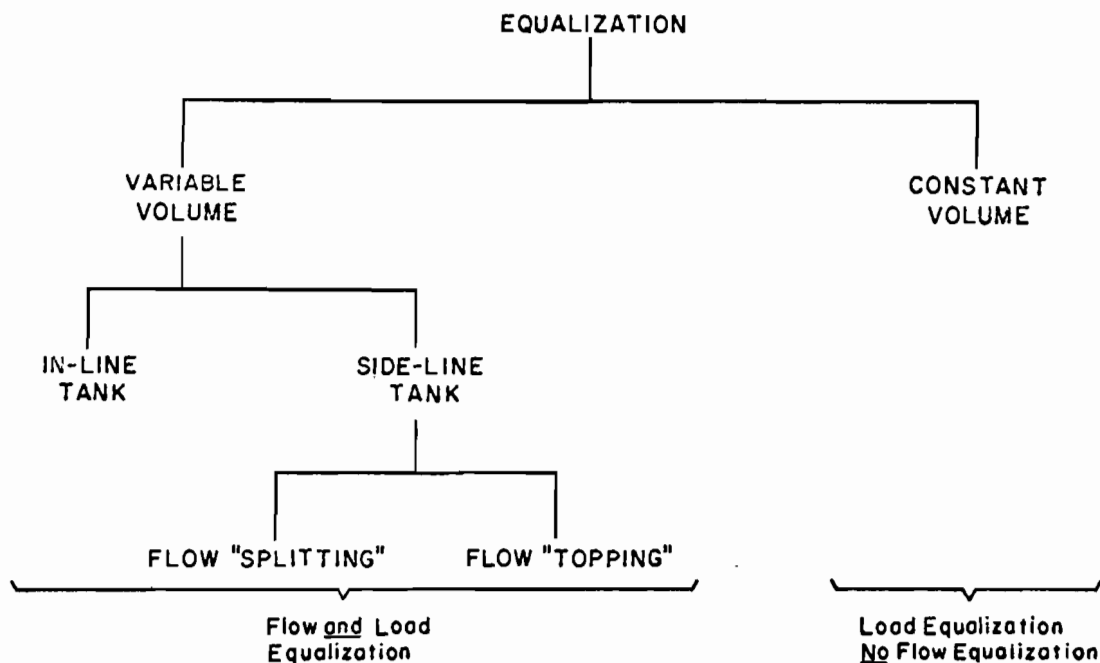 EQUALIZATION
VARIABLE
VOLUME
CONSTANT
VOLUME
IN-LINE
TANK
SIDE-LINE
TANK
FLOW "SPLITTING"
FLOW "TOPPING"
Flow and Load
Equalization
Load Equalization
No Flow Equalization